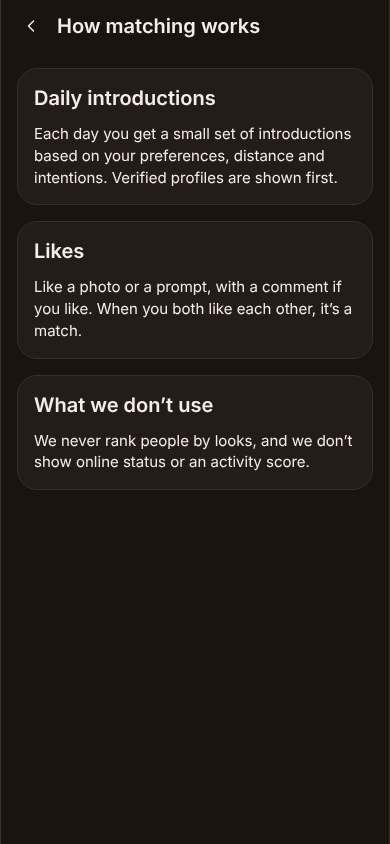 How matching works
Daily introductions
Each day you get a small set of introductions
based on your preferences, distance and
intentions. Verified profiles are shown first.
Likes
Like a photo or a prompt, with a comment if
you like. When you both like each other, it’s a
match.
What we don’t use
We never rank people by looks, and we don’t
show online status or an activity score.